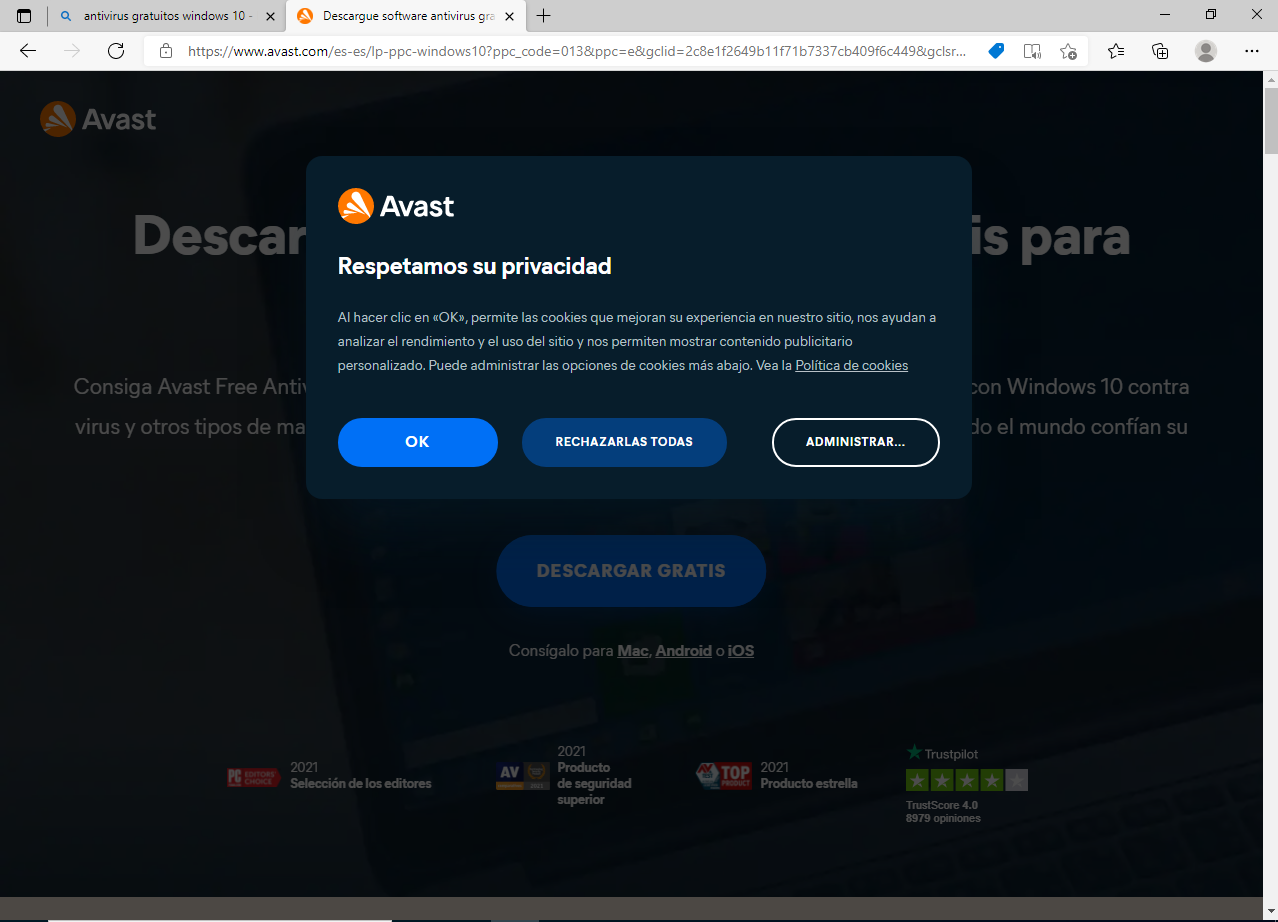 antivirus gratuitos windows 10 -
Descargue software antivirus gra
https://www.avast.com/es-es/lp-ppc-windows10?ppc_code=013&ppc=e&gclid=2c8e1f2649b11f71b7337cb409f6c449&gclsr...
Avast
Avast
Descar
is para
Respetamos su privacidad
Al hacer clic en «OK», permite las cookies que mejoran su experiencia en nuestro sitio, nos ayudan a
analizar el rendimiento y el uso del sitio y nos permiten mostrar contenido publicitario
personalizado. Puede administrar las opciones de cookies más abajo. Vea la Política de cookies
Consiga Avast Free Antiv
con Windows 10 contra
virus y otros tipos de ma
do el mundo confían su
OK
RECHAZARLAS TODAS
ADMINISTRAR...
DESCARGAR GRATIS
Consígalo para Mac, Android o iOS
PC EDITORS' CHOICE
2021
Selección de los editores
AV
2021
Producto
de seguridad
superior
TOP
PRODUCT
2021
Producto estrella
Trustpilot
TrustScore 4.0
8979 opiniones